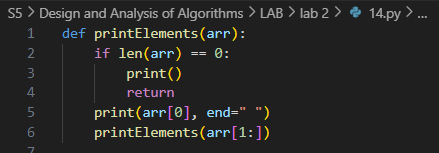 S5 > Design and Analysis of Algorithms > LAB > lab 2 > 14.py > ...
1 def printElements(arr):
2     if len(arr) == 0:
3         print()
4         return
5     print(arr[0], end=" ")
6     printElements(arr[1:])
7